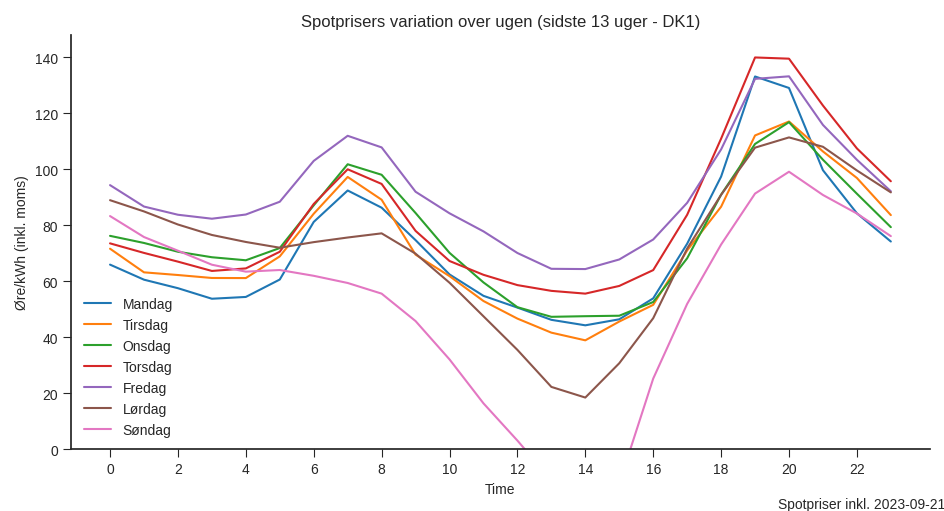 Spotprisers variation over ugen (sidste 13 uger - DK1)
Øre/kWh (inkl. moms)
140
120
100
80
60
40
20
0
Mandag
Tirsdag
Onsdag
Torsdag
Fredag
Lørdag
Søndag
0 2 4 6 8 10 12 14 16 18 20 22
Time
Spotpriser inkl. 2023-09-21